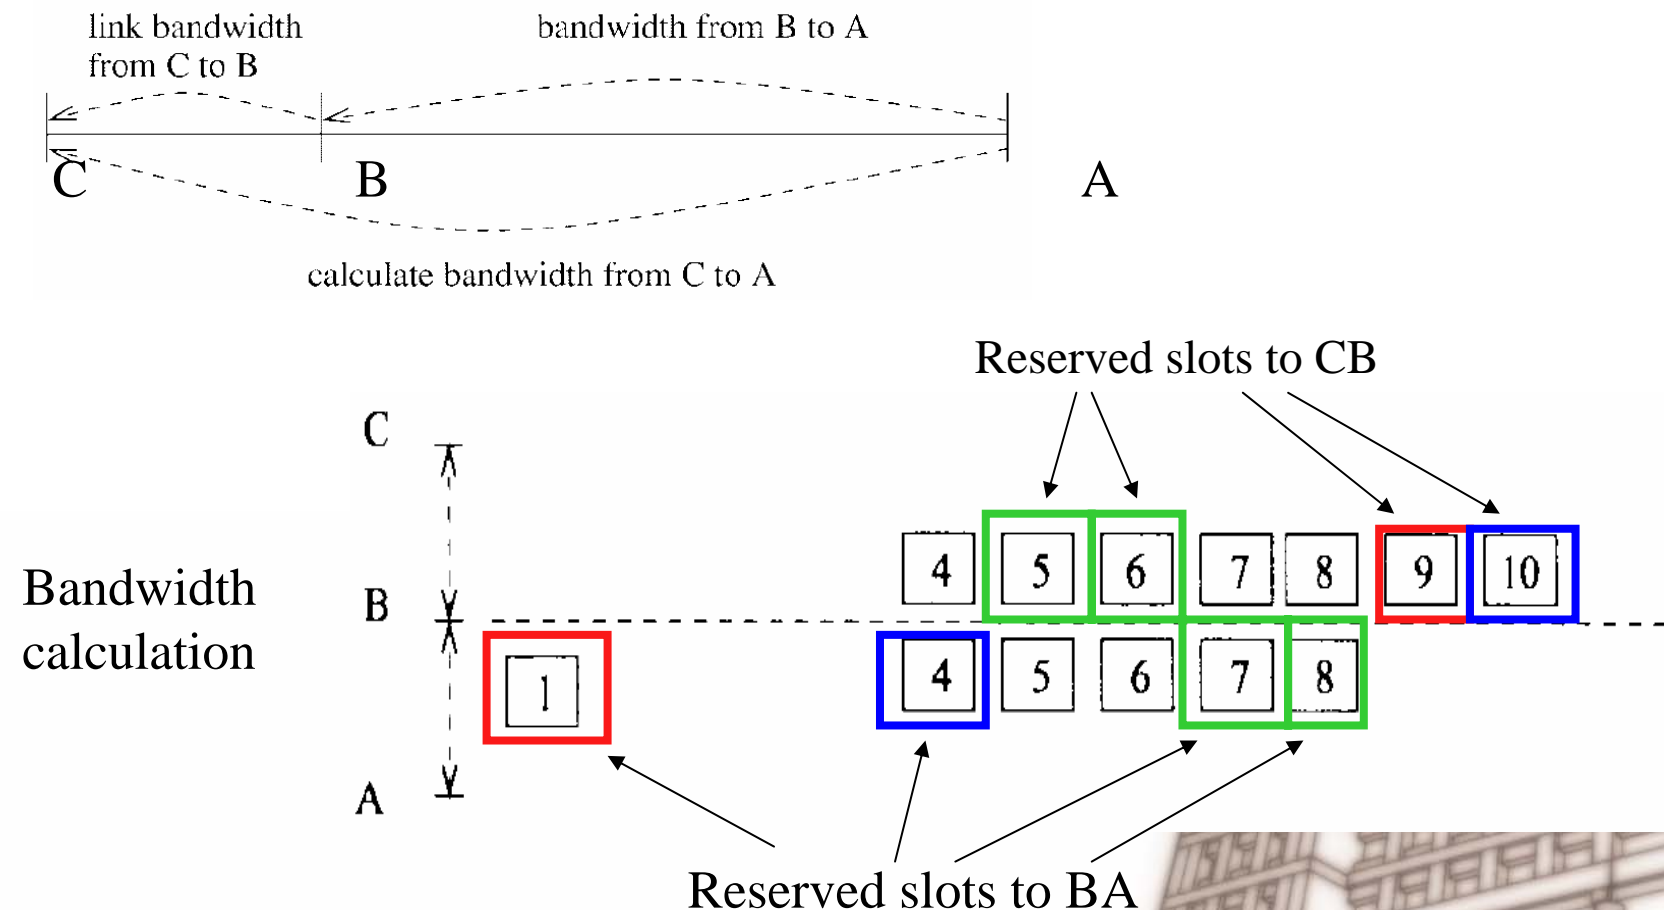 link bandwidth
from C to B
bandwidth from B to A
C
B
A
calculate bandwidth from C to A
Reserved slots to CB
C
4 5 6 7 8 9 10
Bandwidth
calculation
B
1 4 5 6 7 8
A
Reserved slots to BA